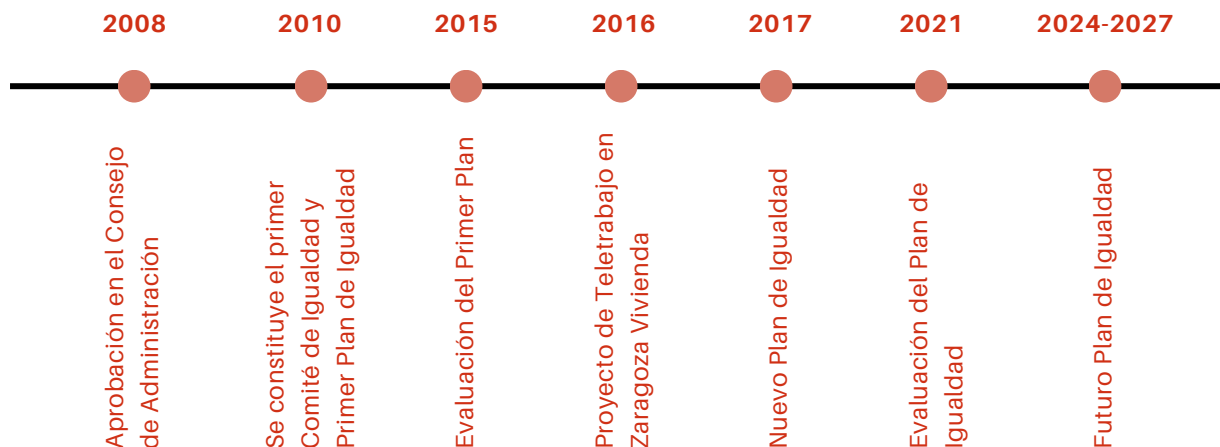 2008
2010
2015
2016
2017
2021
2024-2027
Aprobación en el Consejo
de Administración
Se constituye el primer
Comité de Igualdad y
Primer Plan de Igualdad
Evaluación del Primer Plan
Proyecto de Teletrabajo en
Zaragoza Vivienda
Nuevo Plan de Igualdad
Evaluación del Plan de
Igualdad
Futuro Plan de Igualdad